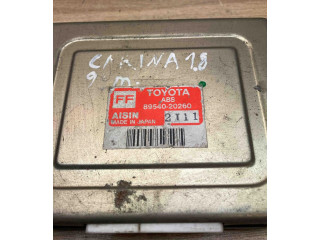 CARINA 1.8
9 m.
FF
TOYOTA
ABS
89540-20260
AISIN
MADE IN JAPAN
2111